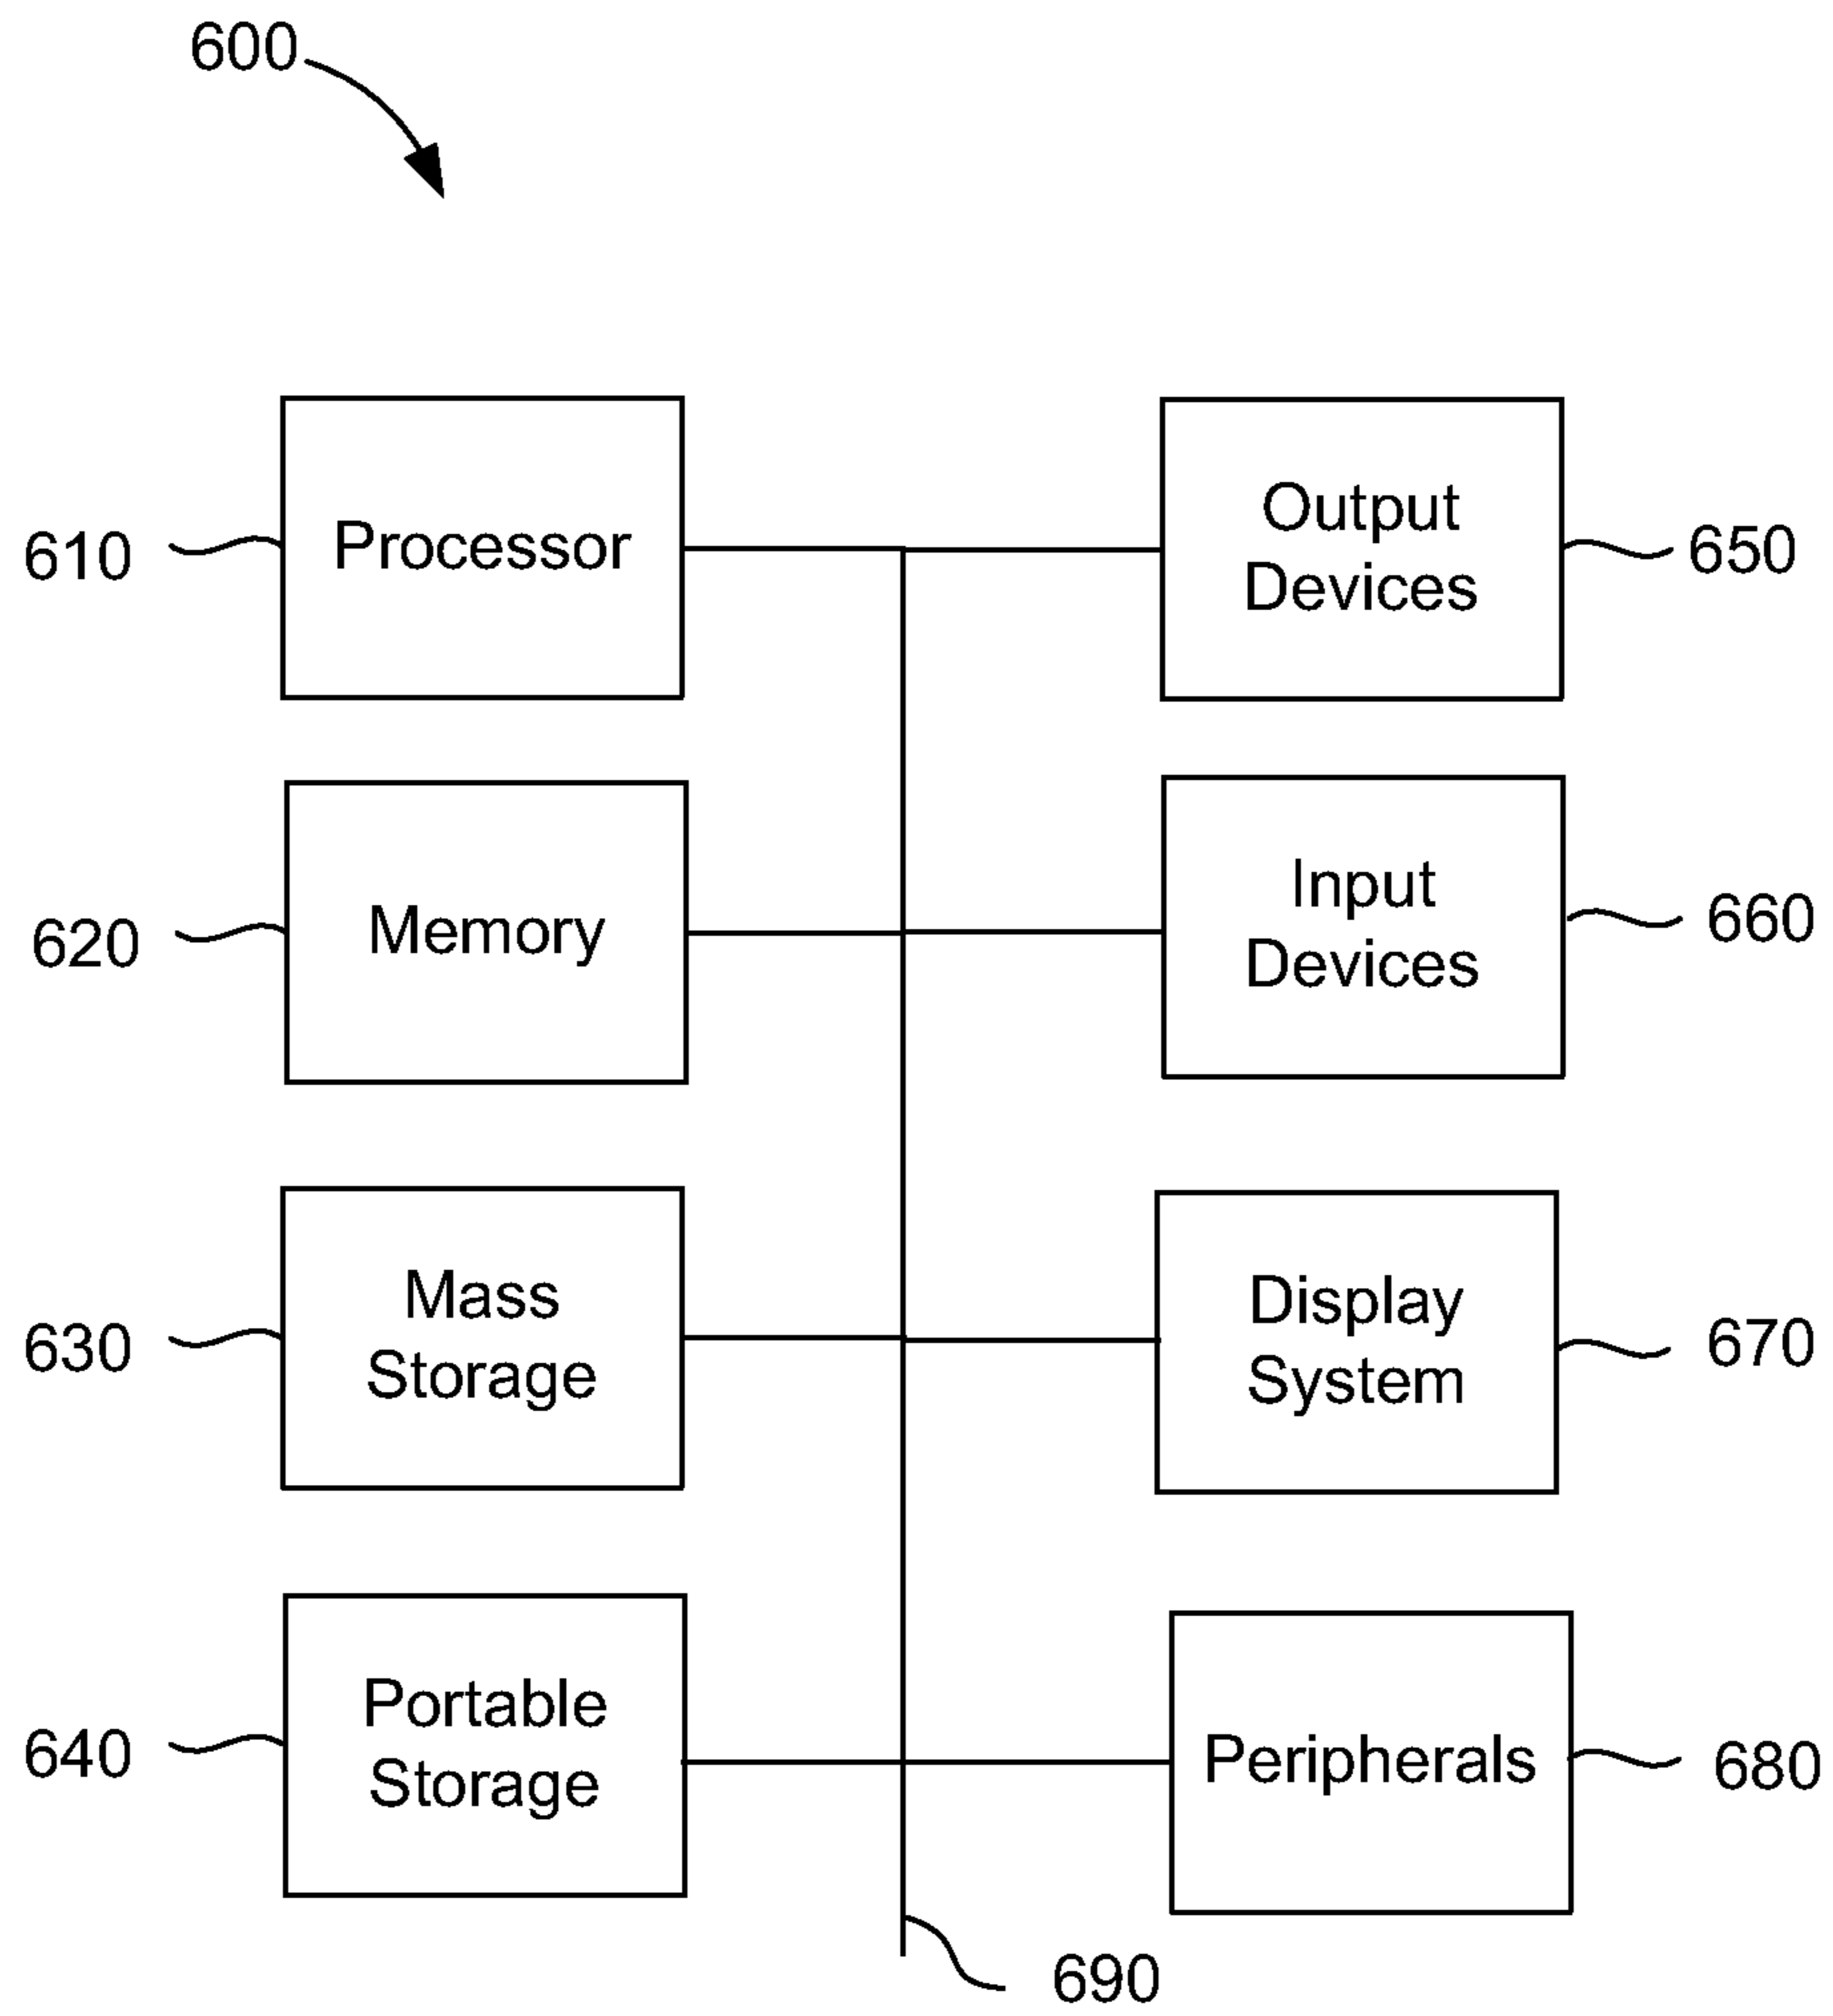 600
610
Processor
Output
Devices
650
620
Memory
Input
Devices
660
630
Mass
Storage
Display
System
670
640
Portable
Storage
Peripherals
680
690